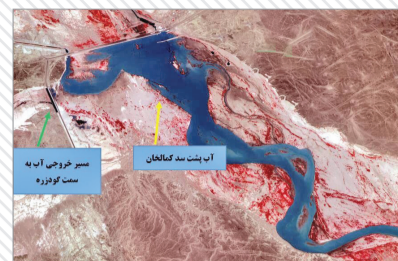 آب پشت سد کمالخان
مسیر خروجی آب به
سمت گودزره